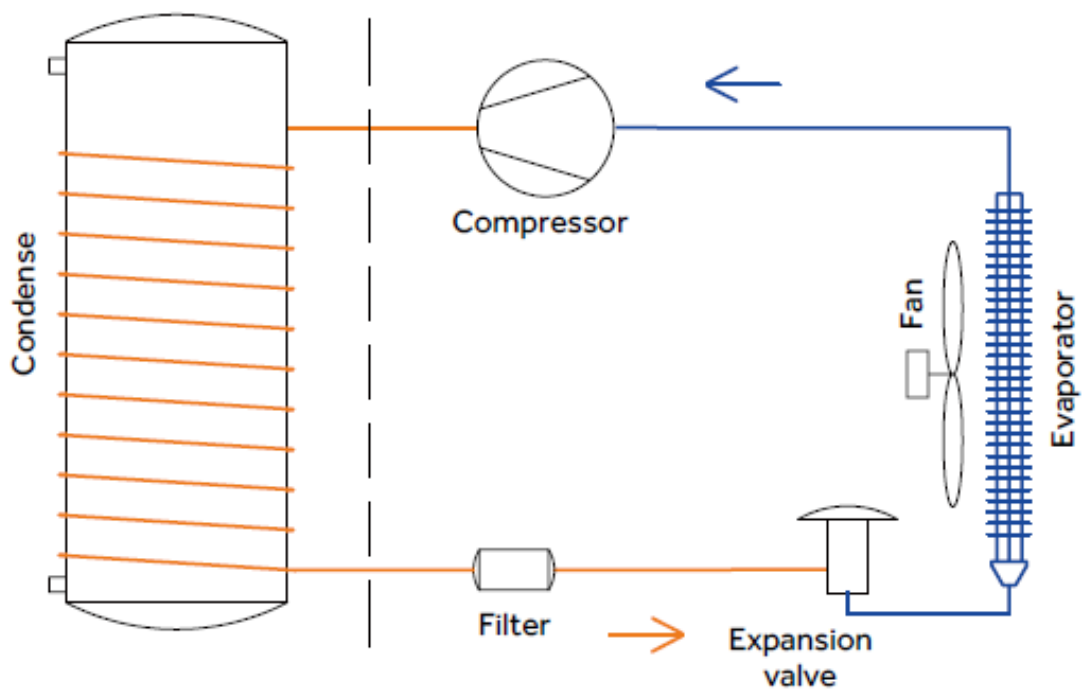 Compressor
Condense
Fan
Evaporator
Filter
Expansion
valve